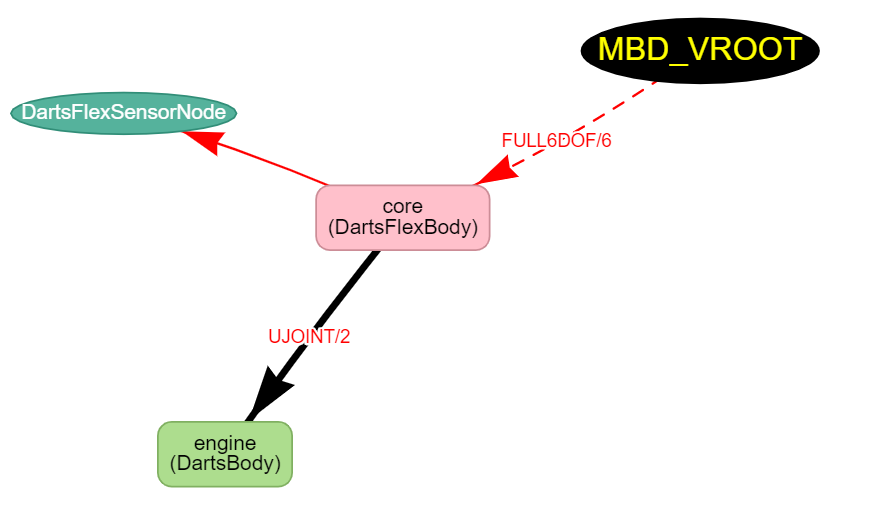 MBD_VROOT
DartsFlexSensorNode
FULL6DOF/6
core
(DartsFlexBody)
UJOINT/2
engine
(DartsBody)